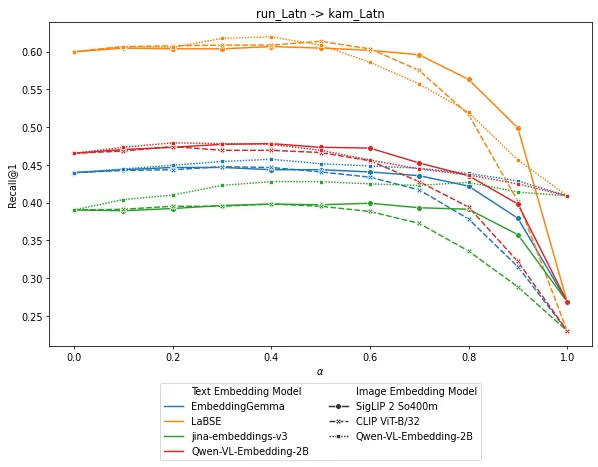 run_Latn -> kam_Latn
Recall@1
0.60
0.55
0.50
0.45
0.40
0.35
0.30
0.25
0.0 0.2 0.4 0.6 0.8 1.0
α
Text Embedding Model Image Embedding Model
EmbeddingGemma SigLIP 2 So400m
LaBSE CLIP ViT-B/32
jina-embeddings-v3 Qwen-VL-Embedding-2B
Qwen-VL-Embedding-2B